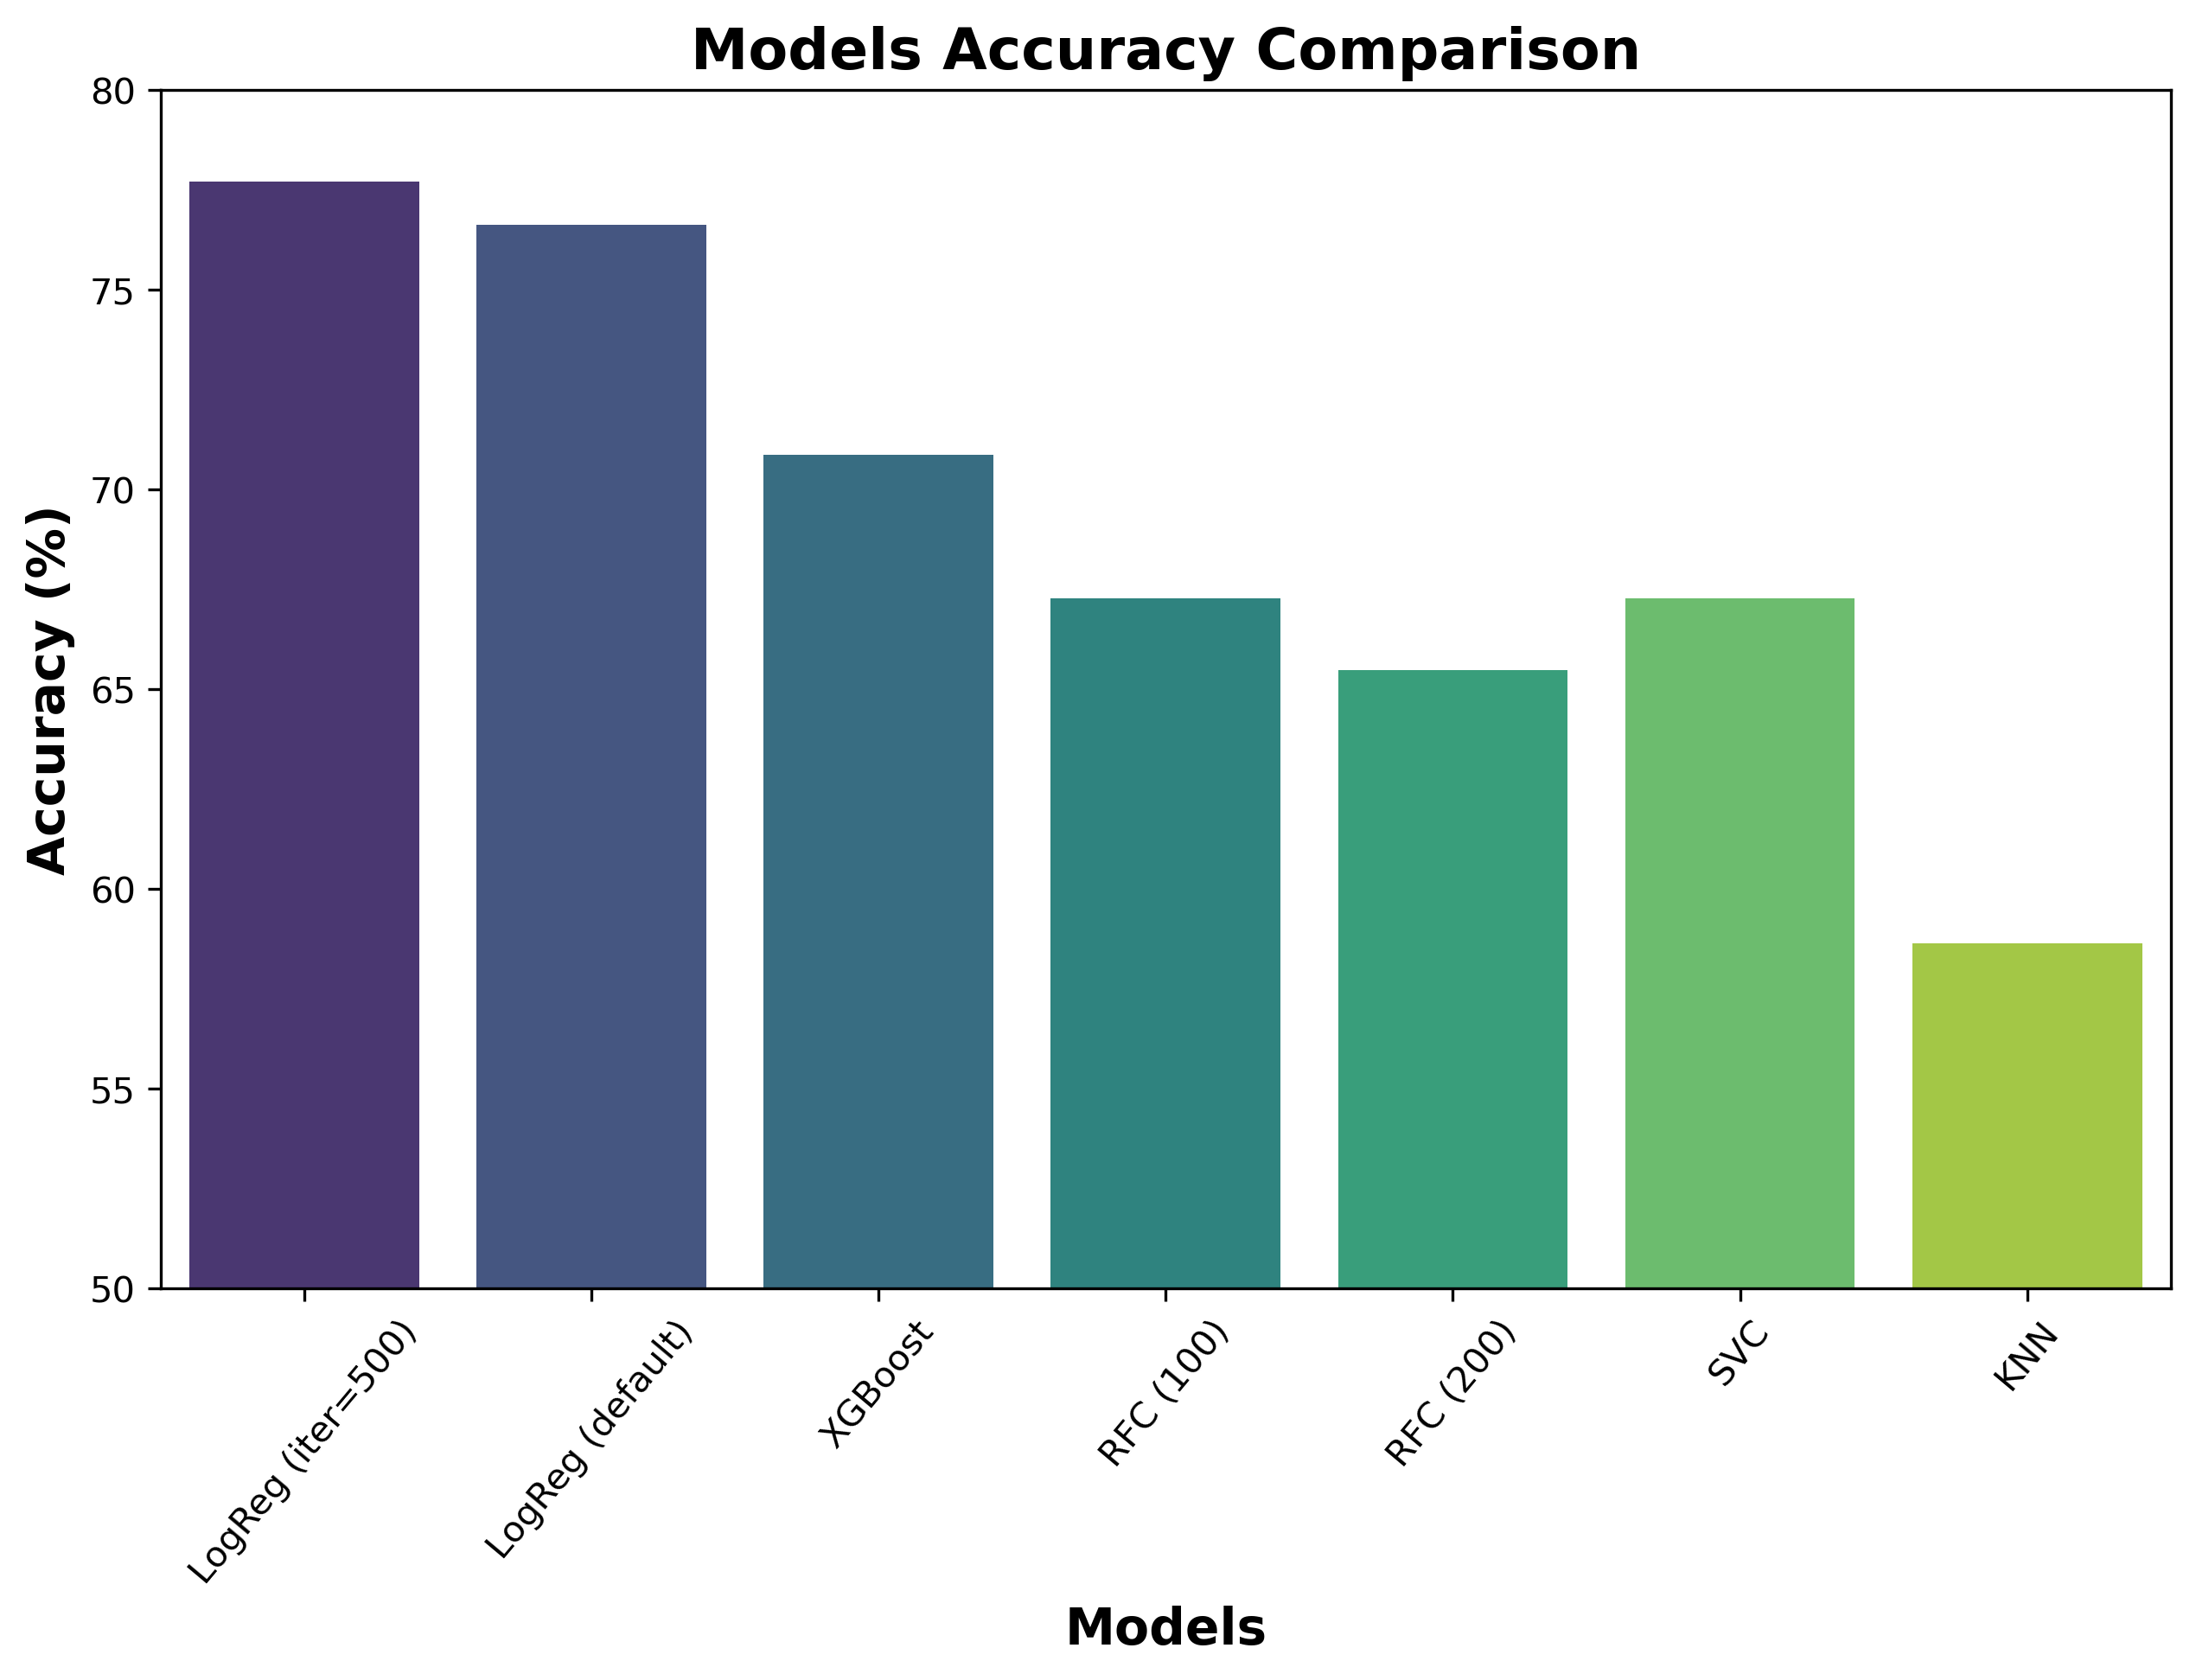 Models Accuracy Comparison
Accuracy (%)
80
75
70
65
60
55
50
LogReg (iter=500)
LogReg (default)
XGBoost
RFC (100)
RFC (200)
SVC
KNN
Models